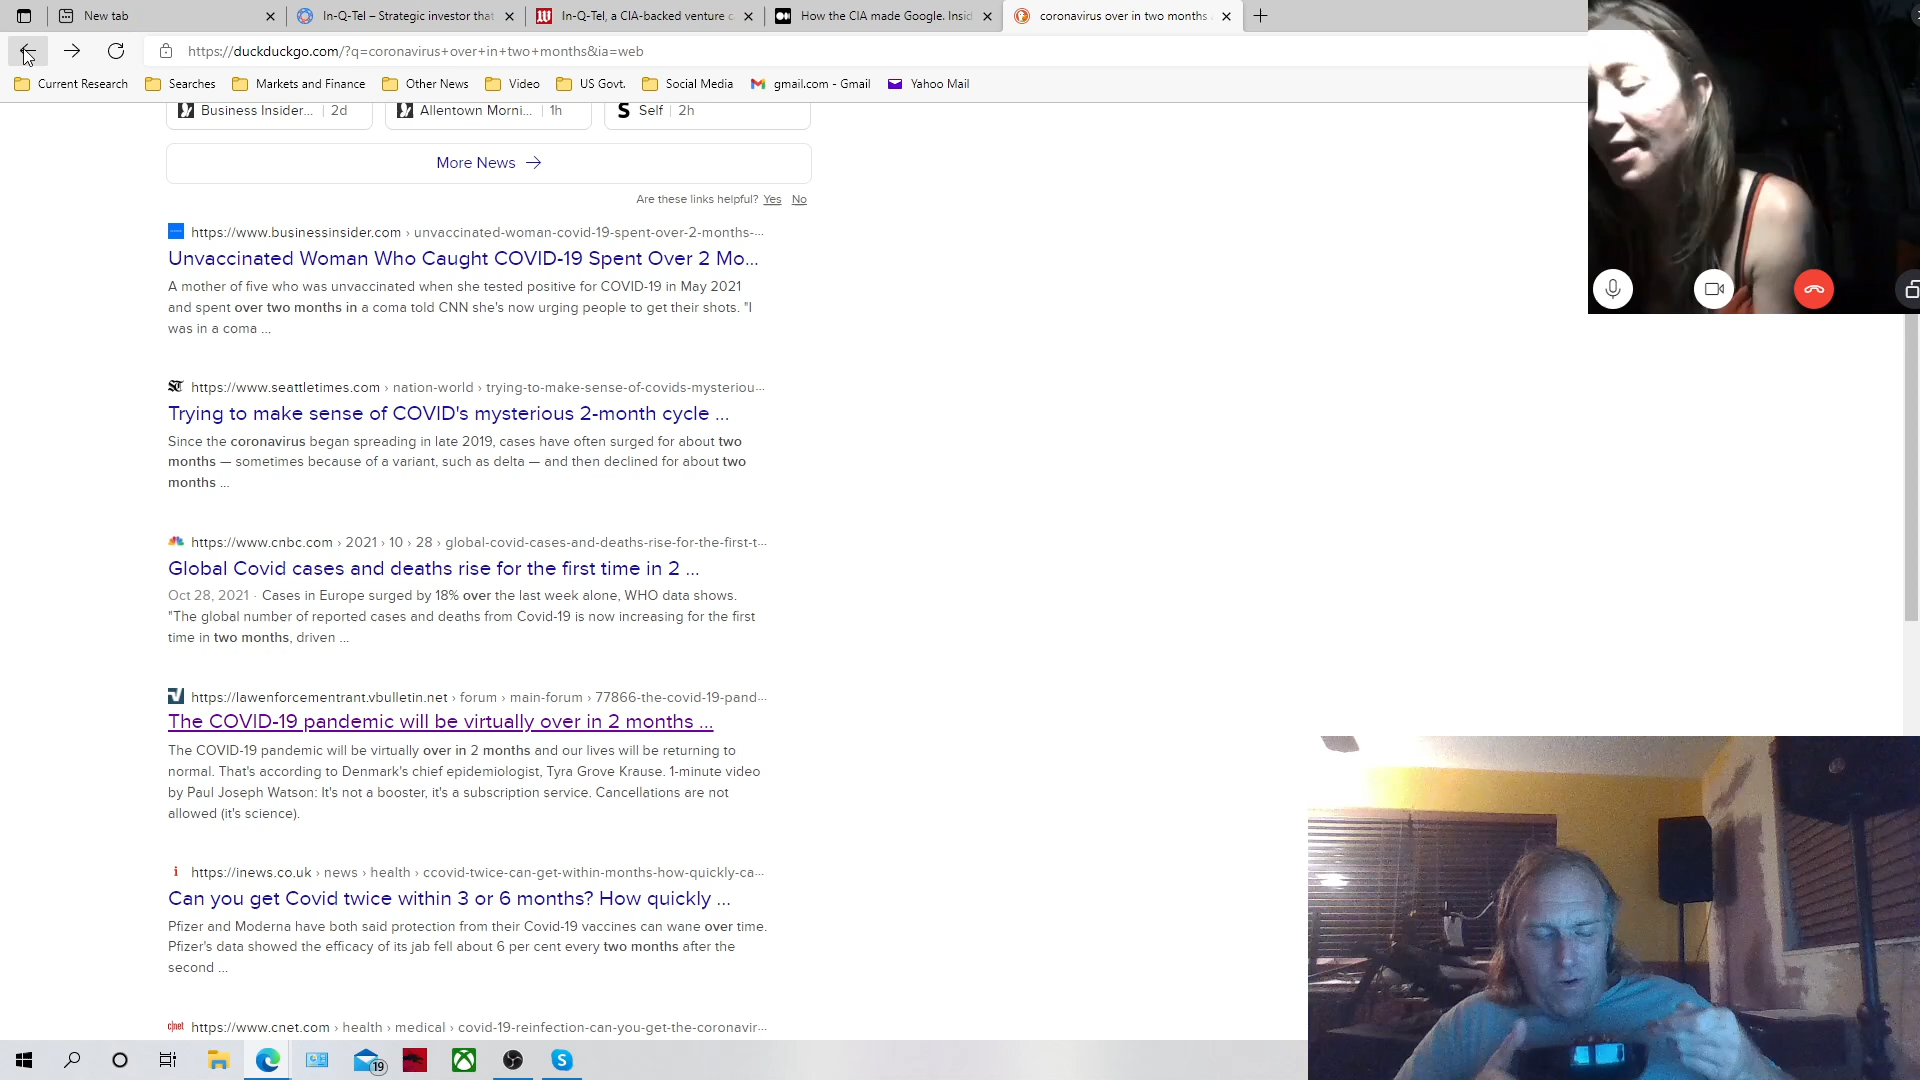 New tab
In-Q-Tel – Strategic investor that
In-Q-Tel, a CIA-backed venture c
How the CIA made Google. Insid
coronavirus over in two months
https://duckduckgo.com/?q=coronavirus+over+in+two+months&ia=web
Current Research
Searches
Markets and Finance
Other News
Video
US Govt.
Social Media
gmail.com - Gmail
Yahoo Mail
Business Insider... | 2d
Allentown Morni... | 1h
S Self | 2h
More News →
Are these links helpful? Yes No
https://www.businessinsider.com › unvaccinated-woman-covid-19-spent-over-2-months-...
Unvaccinated Woman Who Caught COVID-19 Spent Over 2 Mo...
A mother of five who was unvaccinated when she tested positive for COVID-19 in May 2021
and spent over two months in a coma told CNN she's now urging people to get their shots. "I
was in a coma ...
https://www.seattletimes.com › nation-world › trying-to-make-sense-of-covids-mysteriou...
Trying to make sense of COVID's mysterious 2-month cycle ...
Since the coronavirus began spreading in late 2019, cases have often surged for about two
months — sometimes because of a variant, such as delta — and then declined for about two
months ...
https://www.cnbc.com › 2021 › 10 › 28 › global-covid-cases-and-deaths-rise-for-the-first-t...
Global Covid cases and deaths rise for the first time in 2 ...
Oct 28, 2021 · Cases in Europe surged by 18% over the last week alone, WHO data shows.
"The global number of reported cases and deaths from Covid-19 is now increasing for the first
time in two months, driven ...
https://lawenforcementrant.vbulletin.net › forum › main-forum › 77866-the-covid-19-pand...
The COVID-19 pandemic will be virtually over in 2 months ...
The COVID-19 pandemic will be virtually over in 2 months and our lives will be returning to
normal. That's according to Denmark's chief epidemiologist, Tyra Grove Krause. 1-minute video
by Paul Joseph Watson: It's not a booster, it's a subscription service. Cancellations are not
allowed (it's science).
https://inews.co.uk › news › health › ccovid-twice-can-get-within-months-how-quickly-ca...
Can you get Covid twice within 3 or 6 months? How quickly ...
Pfizer and Moderna have both said protection from their Covid-19 vaccines can wane over time.
Pfizer's data showed the efficacy of its jab fell about 6 per cent every two months after the
second ...
https://www.cnet.com › health › medical › covid-19-reinfection-can-you-get-the-coronavir...
19